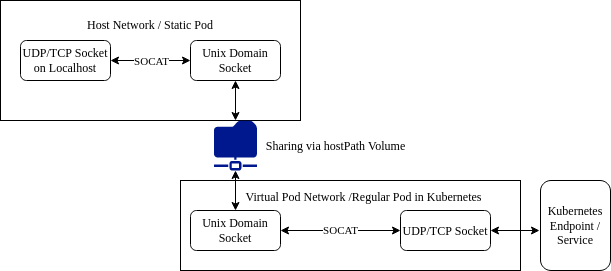 Host Network / Static Pod
UDP/TCP Socket
on Localhost
SOCAT
Unix Domain
Socket
Sharing via hostPath Volume
Virtual Pod Network /Regular Pod in Kubernetes
Unix Domain
Socket
SOCAT
UDP/TCP Socket
Kubernetes
Endpoint /
Service